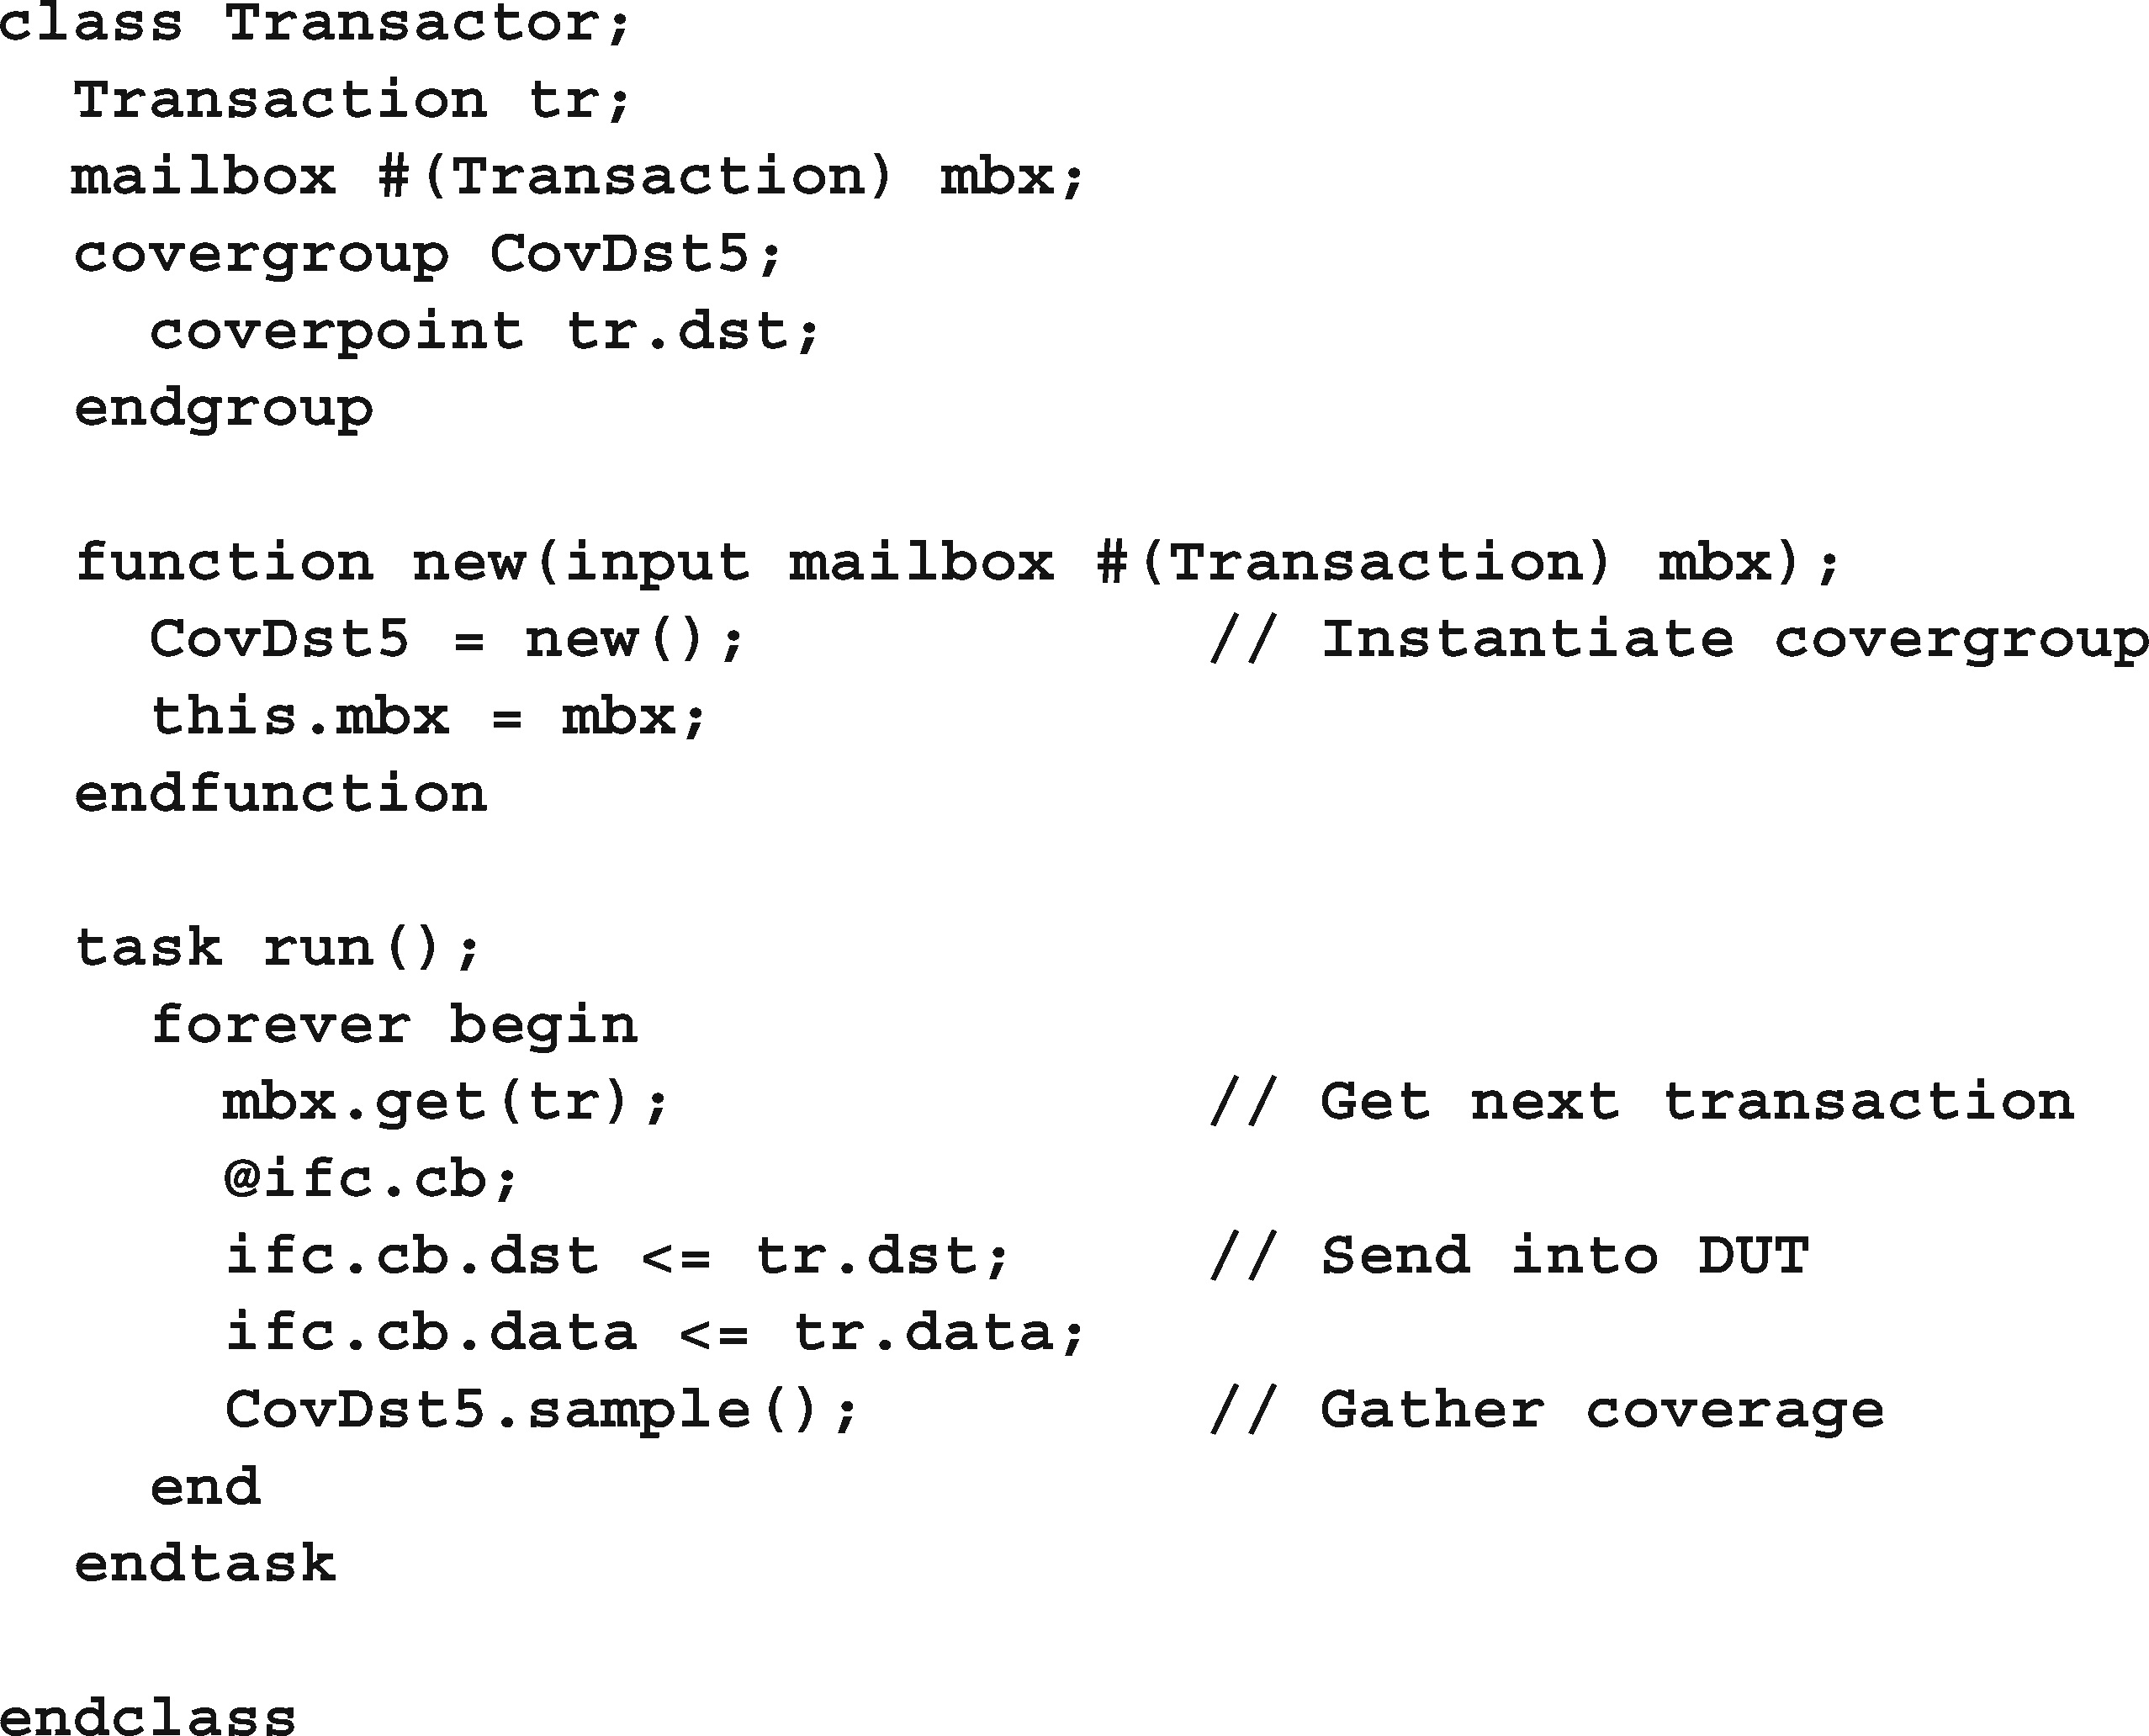 class Transactor;
  Transaction tr;
  mailbox #(Transaction) mbx;
  covergroup CovDst5;
    coverpoint tr.dst;
  endgroup

  function new(input mailbox #(Transaction) mbx);
    CovDst5 = new();             // Instantiate covergroup
    this.mbx = mbx;
  endfunction

  task run();
    forever begin
      mbx.get(tr);               // Get next transaction
      @ifc.cb;
      ifc.cb.dst <= tr.dst;      // Send into DUT
      ifc.cb.data <= tr.data;
      CovDst5.sample();          // Gather coverage
    end
  endtask

endclass